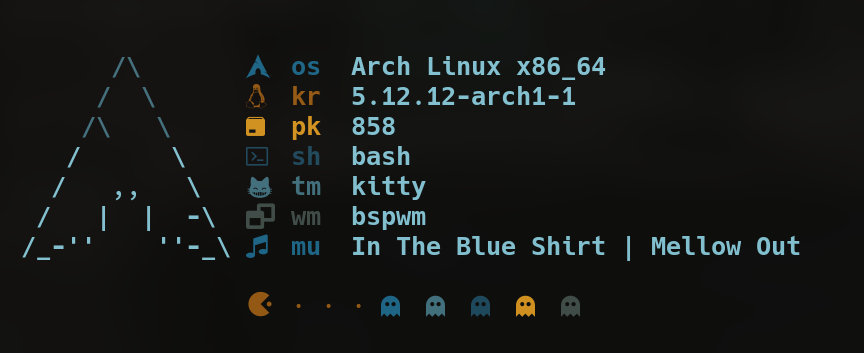 os Arch Linux x86_64
kr 5.12.12-arch1-1
pk 858
sh bash
tm kitty
wm bspwm
mu In The Blue Shirt | Mellow Out